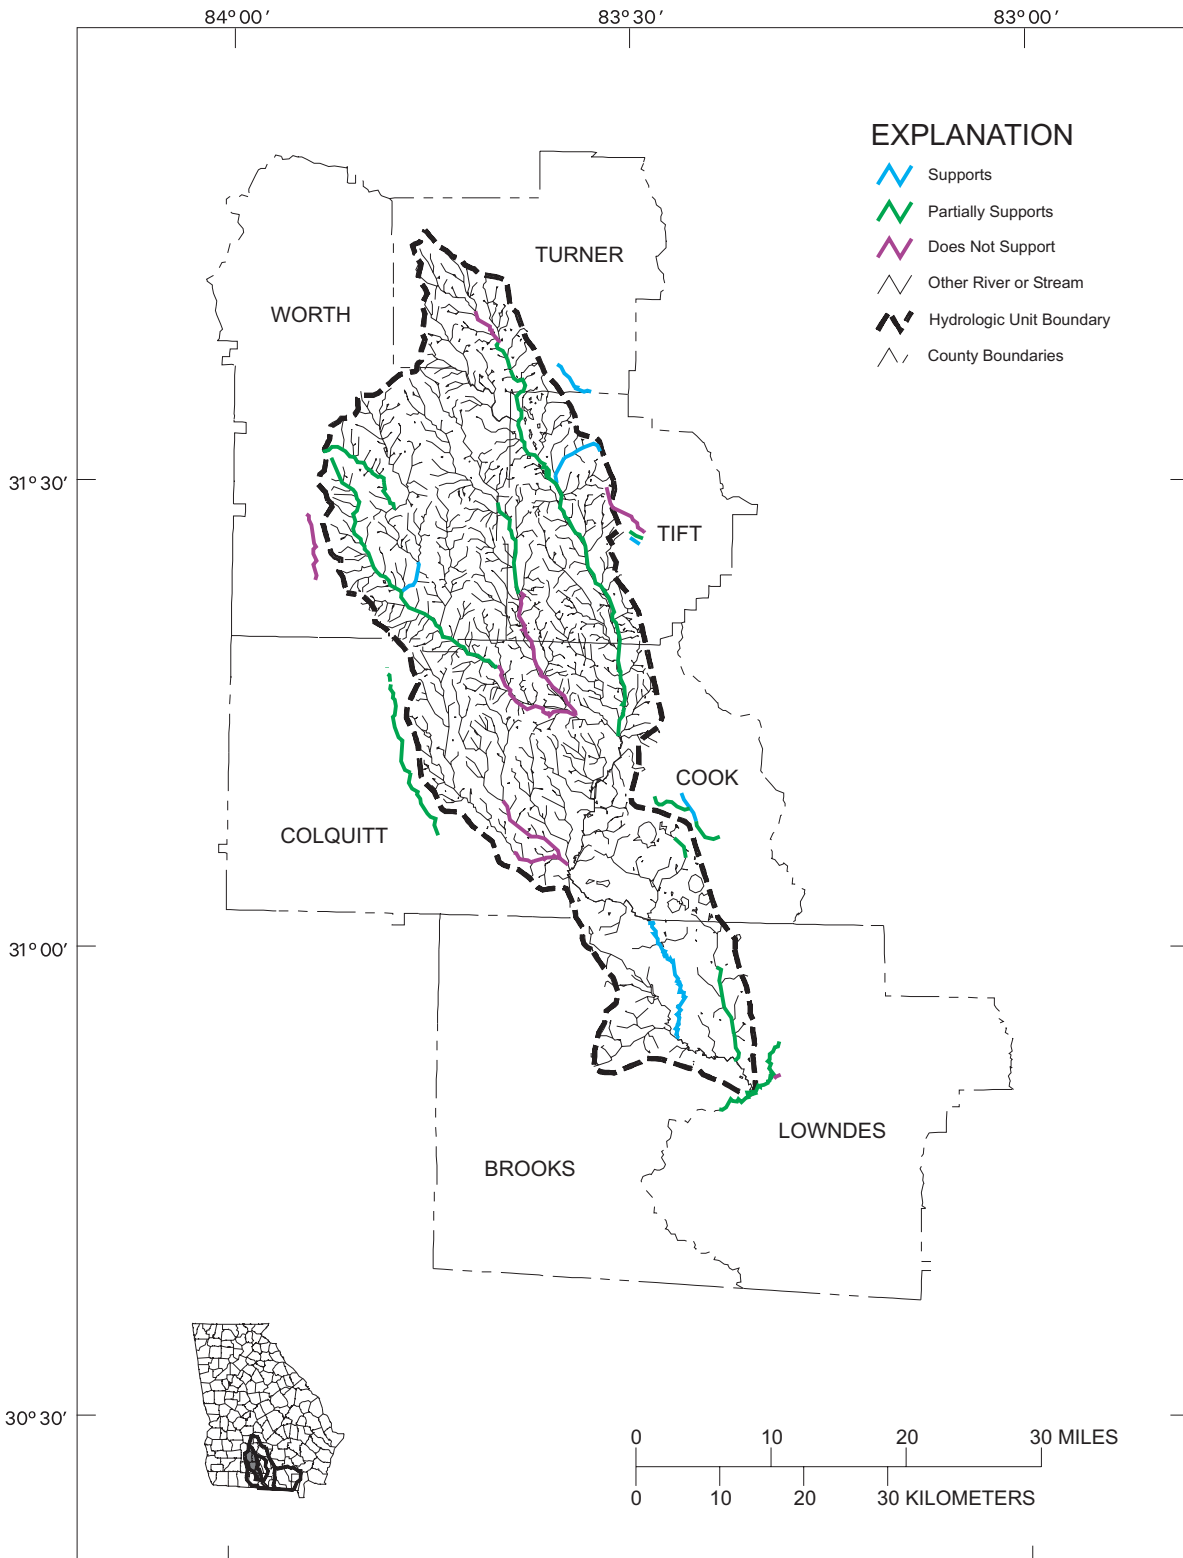 84° 00′ 83° 30′ 83° 00′
EXPLANATION
Supports
Partially Supports
Does Not Support
Other River or Stream
Hydrologic Unit Boundary
County Boundaries
TURNER
WORTH
31° 30′
TIFT
COOK
COLQUITT
31° 00′
LOWNDES
BROOKS
30° 30′
0 10 20 30 MILES
0 10 20 30 KILOMETERS